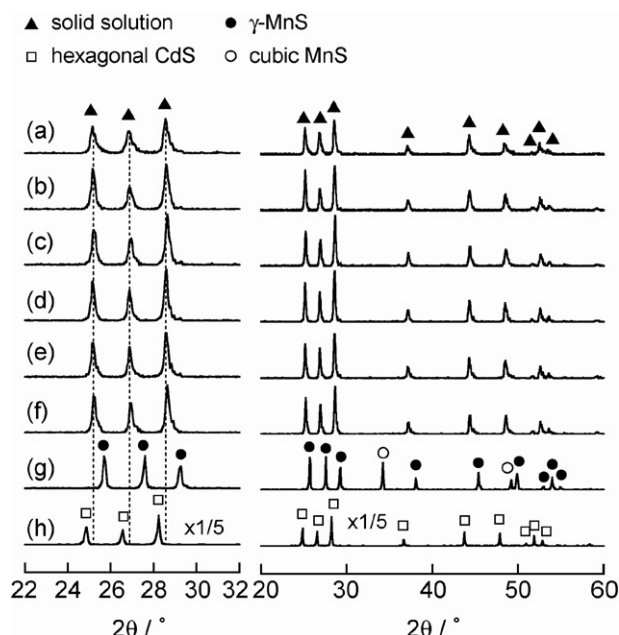 ▲ solid solution ● γ-MnS
□ hexagonal CdS ○ cubic MnS
(a)
(b)
(c)
(d)
(e)
(f)
(g)
(h)
x1/5
x1/5
22 24 26 28 30 32
20 30 40 50 60
2θ / °
2θ / °